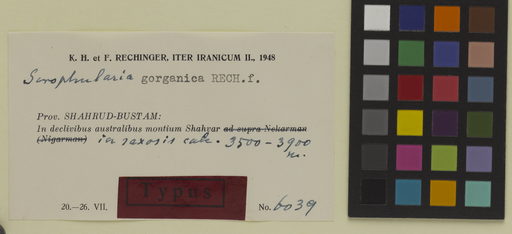 K. H. et F. RECHINGER, ITER IRANICUM II., 1948
Scrophularia gorganica RECH.f.
Prov. SHAHRUD-BUSTAM:
In declivibus australibus montium Shahvar ad supra Nekarman
(Nigarman) in saxosis calc. 3500-3900
m.
Typus
20.—26. VII.
No. 6039